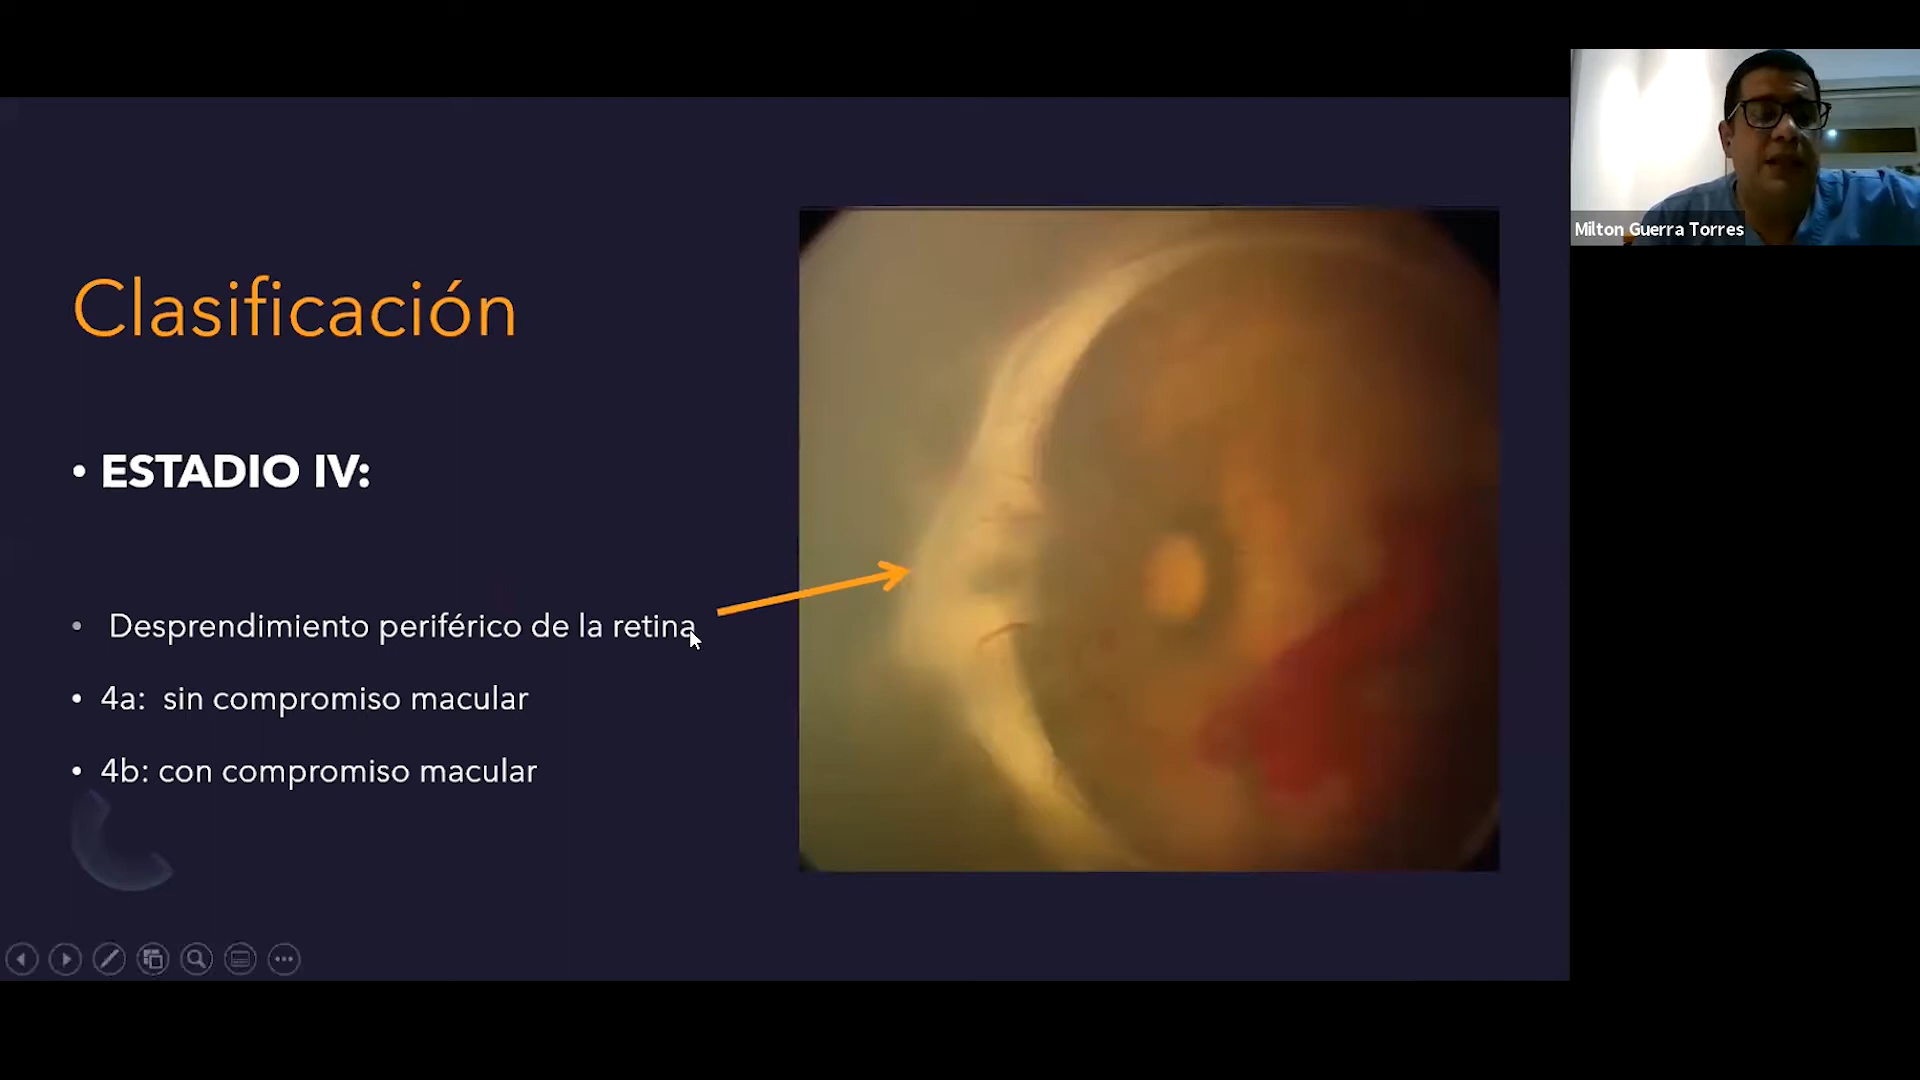 Clasificación
• ESTADIO IV:
• Desprendimiento periférico de la retina
• 4a: sin compromiso macular
• 4b: con compromiso macular
Milton Guerra Torres